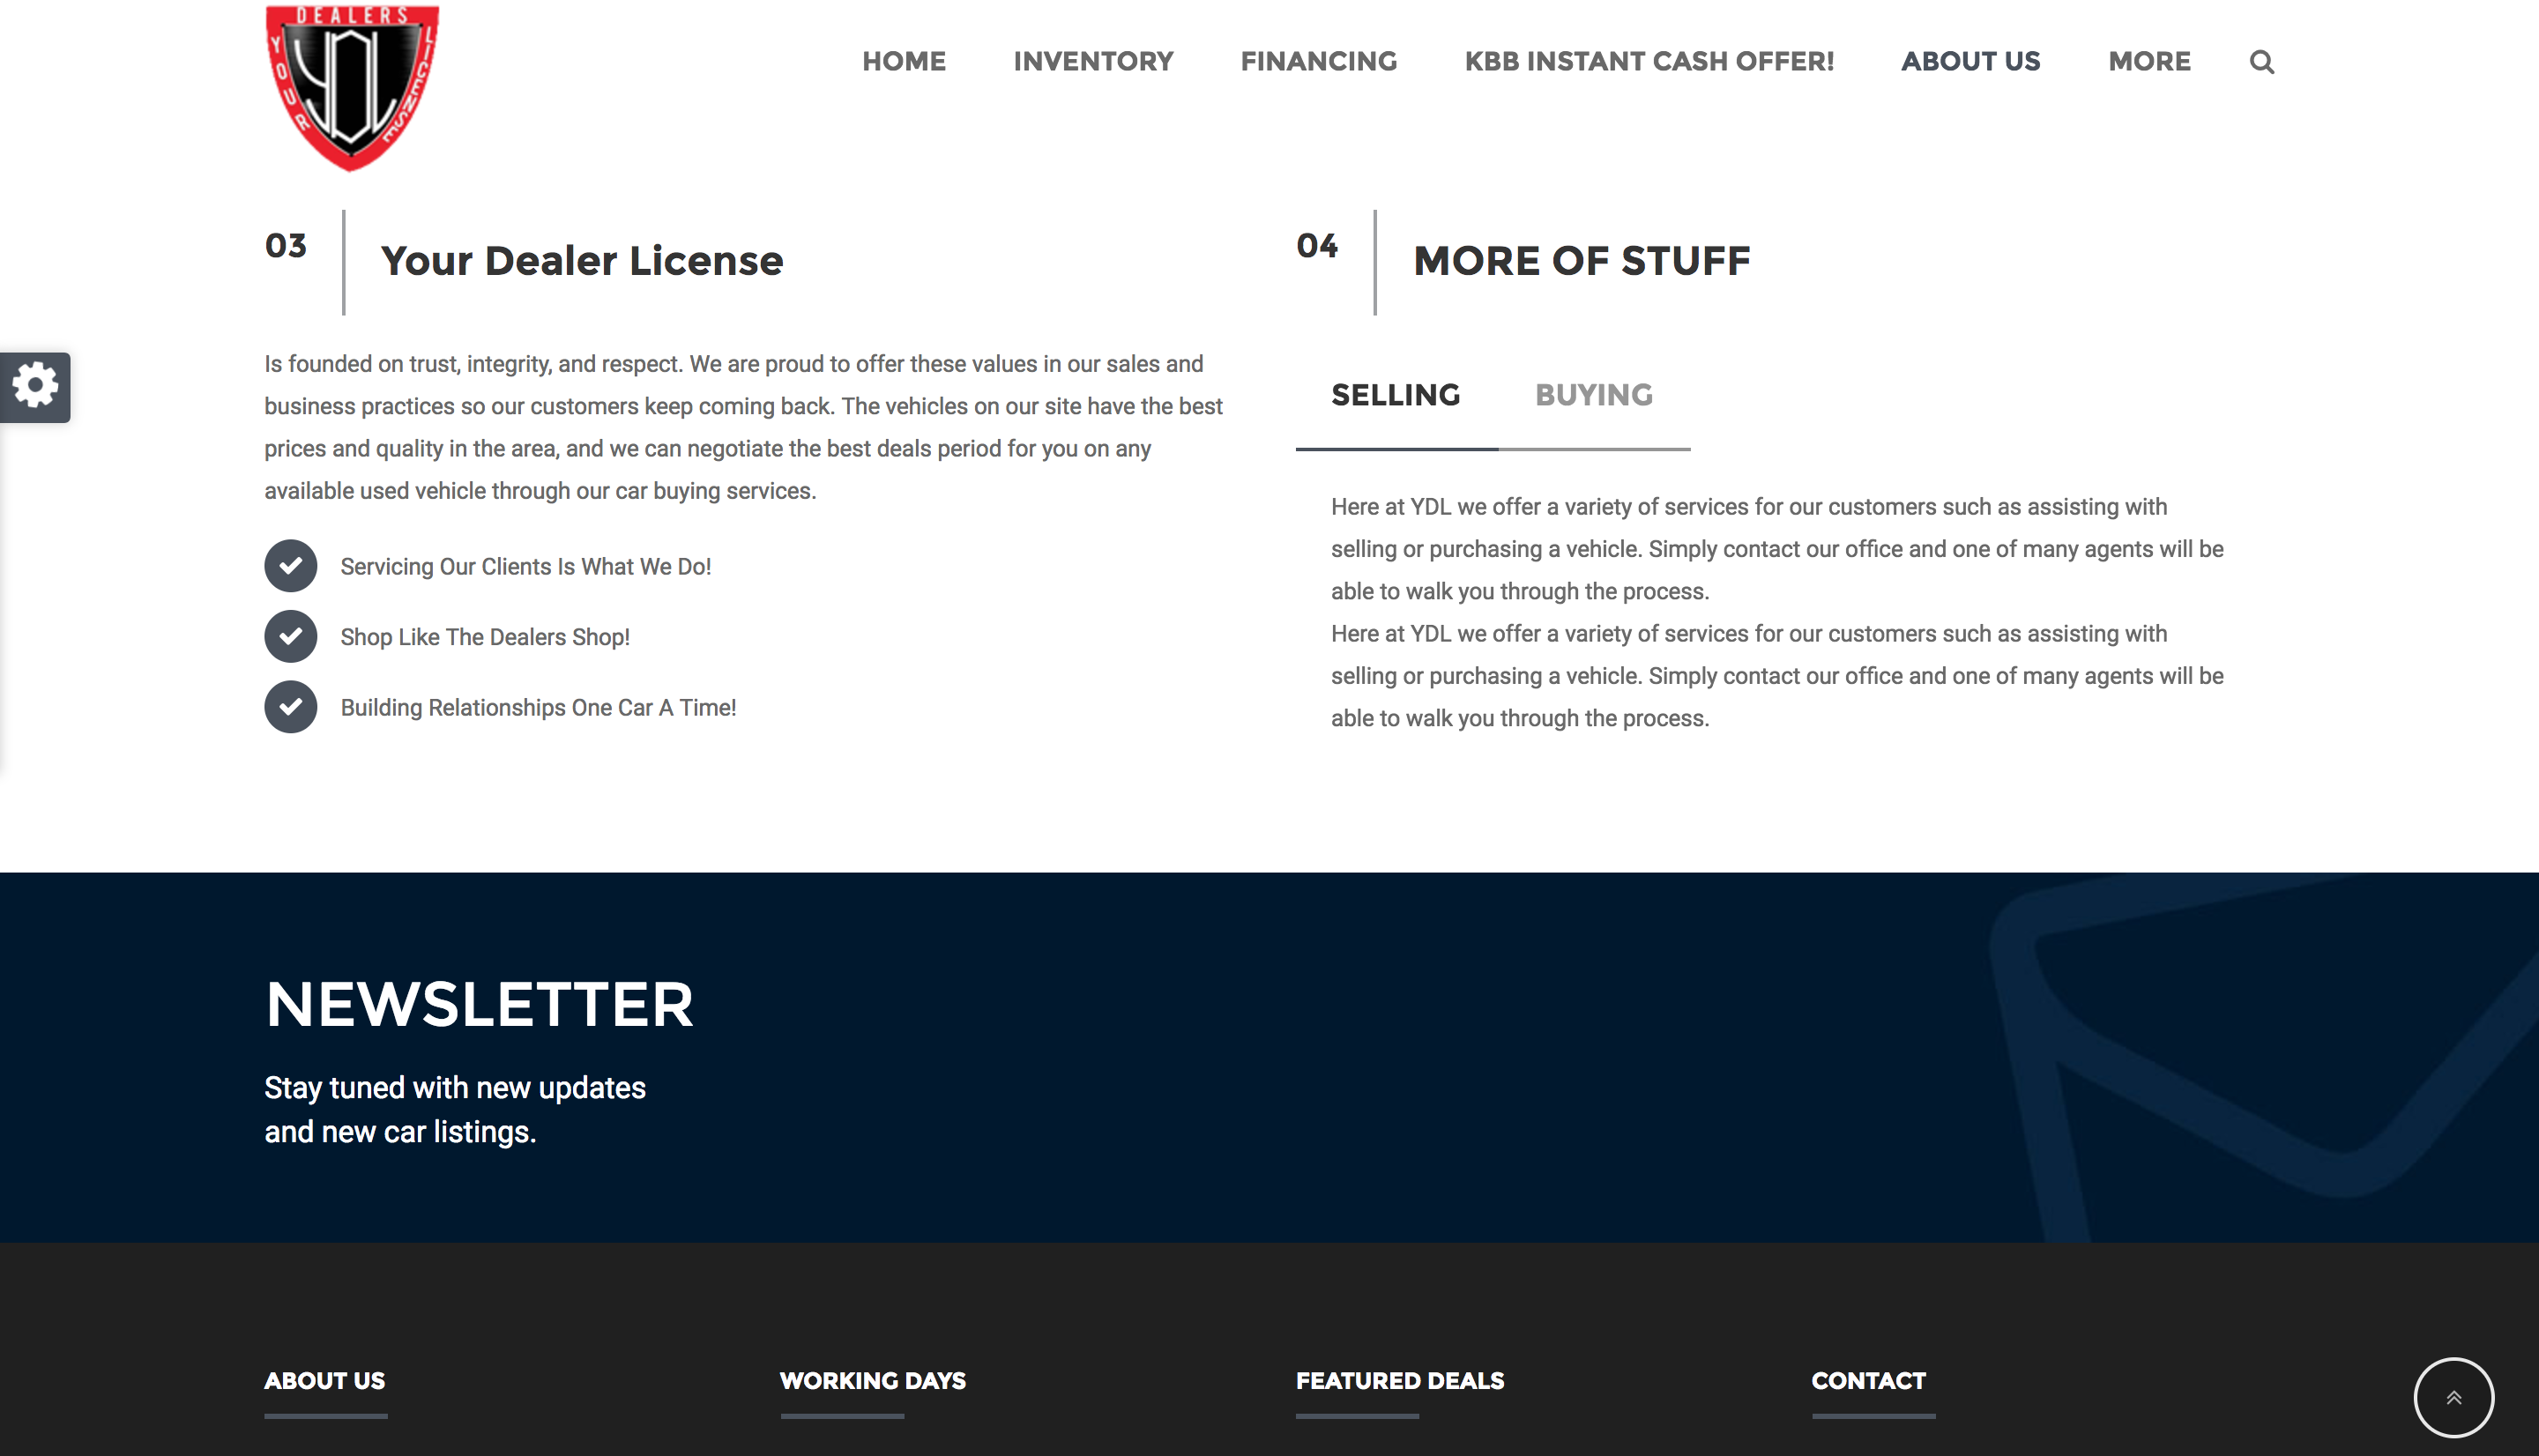 DEALERS
YOUR
LICENSE
YDL
HOME INVENTORY FINANCING KBB INSTANT CASH OFFER! ABOUT US MORE
03 Your Dealer License
Is founded on trust, integrity, and respect. We are proud to offer these values in our sales and
business practices so our customers keep coming back. The vehicles on our site have the best
prices and quality in the area, and we can negotiate the best deals period for you on any
available used vehicle through our car buying services.
Servicing Our Clients Is What We Do!
Shop Like The Dealers Shop!
Building Relationships One Car A Time!
04 MORE OF STUFF
SELLING BUYING
Here at YDL we offer a variety of services for our customers such as assisting with
selling or purchasing a vehicle. Simply contact our office and one of many agents will be
able to walk you through the process.
Here at YDL we offer a variety of services for our customers such as assisting with
selling or purchasing a vehicle. Simply contact our office and one of many agents will be
able to walk you through the process.
NEWSLETTER
Stay tuned with new updates
and new car listings.
ABOUT US WORKING DAYS FEATURED DEALS CONTACT